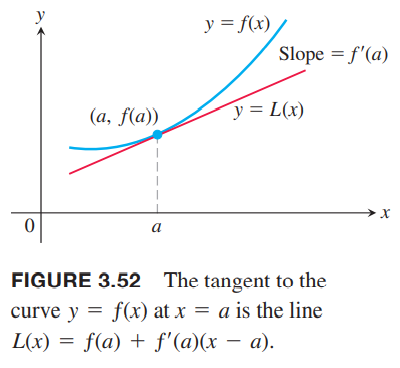 y
y = f(x)
Slope = f′(a)
(a, f(a))
y = L(x)
x
0
a
FIGURE 3.52 The tangent to the
curve y = f(x) at x = a is the line
L(x) = f(a) + f′(a)(x − a).